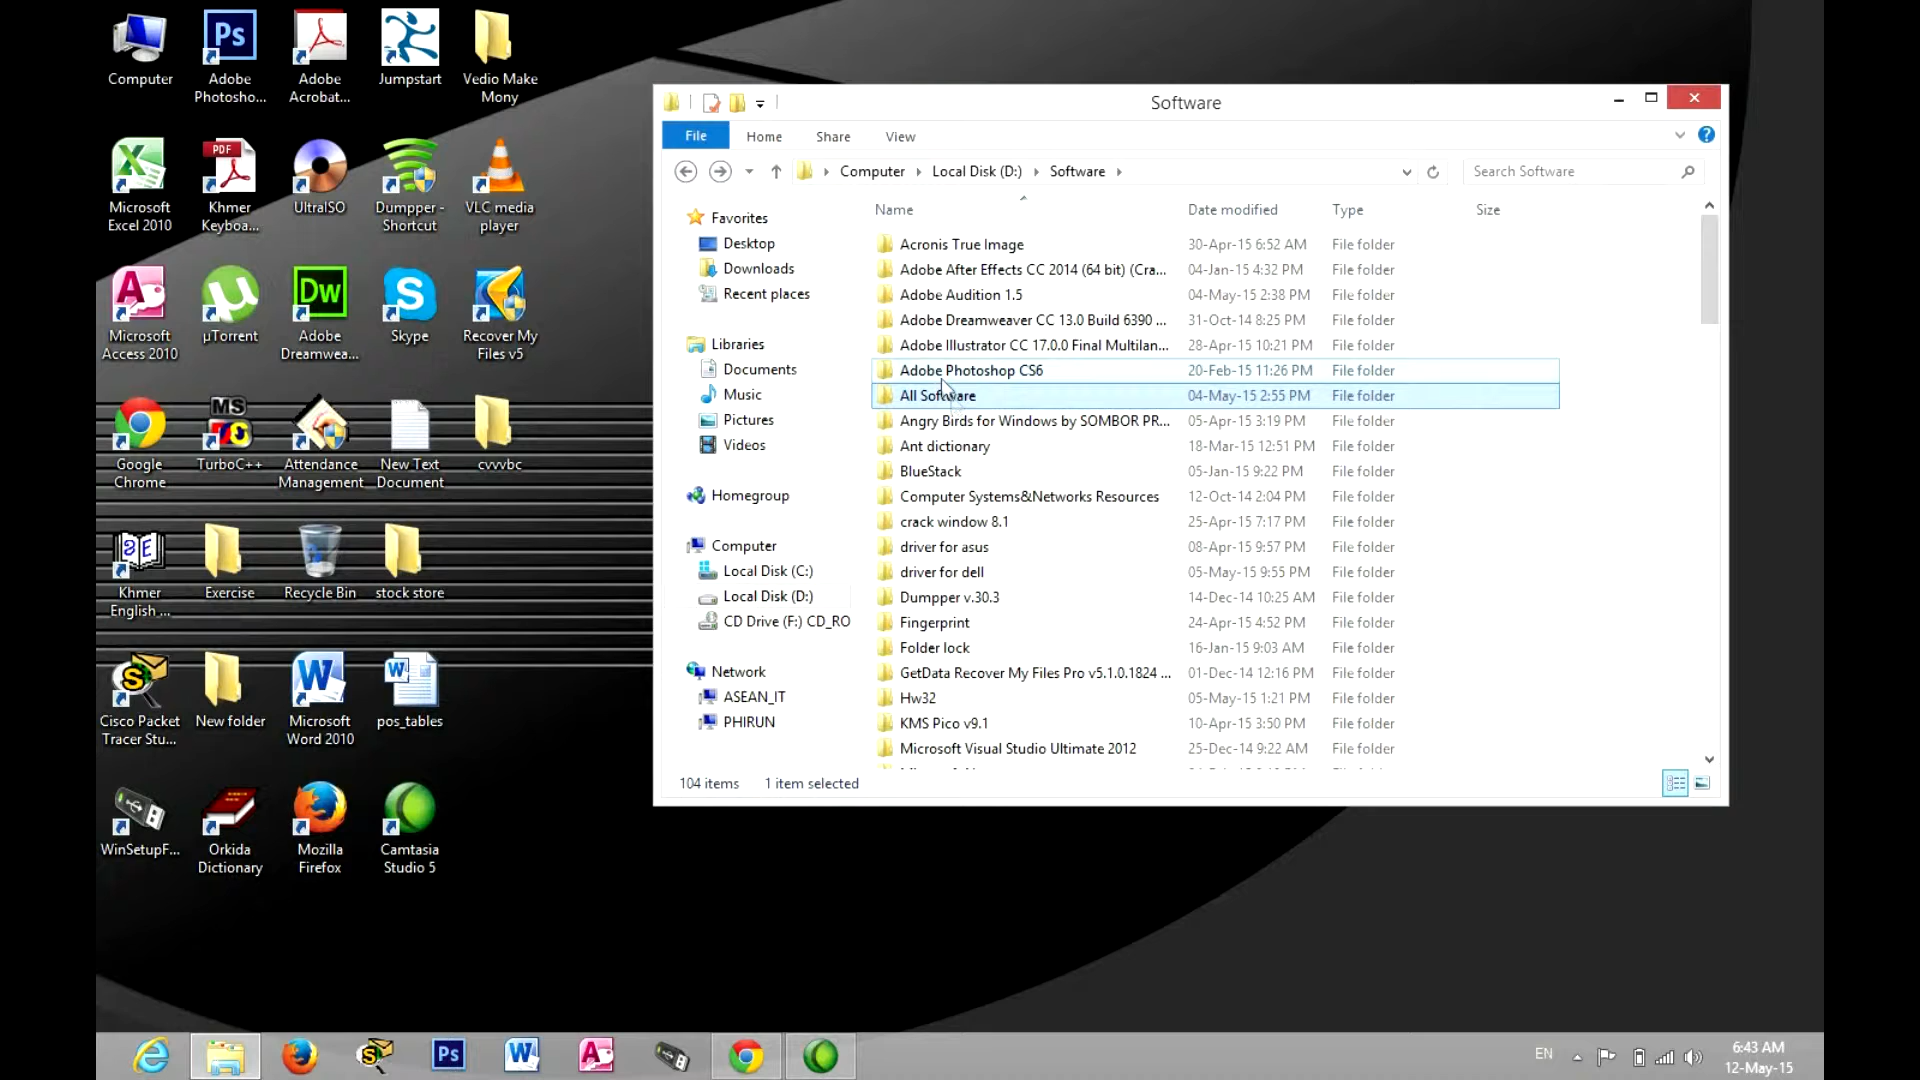 Computer
Adobe
Photosho...
Adobe
Acrobat...
Jumpstart
Vedio Make
Mony
Microsoft
Excel 2010
PDF
Khmer
Keyboa...
UltraISO
Dumpper -
Shortcut
VLC media
player
Microsoft
Access 2010
µTorrent
Adobe
Dreamwea...
Skype
Recover My
Files v5
Google
Chrome
TurboC++
Attendance
Management
New Text
Document
cvvvbc
Khmer
English ...
Exercise
Recycle Bin
stock store
Cisco Packet
Tracer Stu...
New folder
Microsoft
Word 2010
pos_tables
WinSetupF...
Orkida
Dictionary
Mozilla
Firefox
Camtasia
Studio 5
Ps
Dw
MS
Software
File Home Share View
Computer Local Disk (D:) Software
Search Software
Favorites
Desktop
Downloads
Recent places
Libraries
Documents
Music
Pictures
Videos
Homegroup
Computer
Local Disk (C:)
Local Disk (D:)
CD Drive (F:) CD_RO
Network
ASEAN_IT
PHIRUN
Name Date modified Type Size
Acronis True Image 30-Apr-15 6:52 AM File folder
Adobe After Effects CC 2014 (64 bit) (Cra... 04-Jan-15 4:32 PM File folder
Adobe Audition 1.5 04-May-15 2:38 PM File folder
Adobe Dreamweaver CC 13.0 Build 6390 ... 31-Oct-14 8:25 PM File folder
Adobe Illustrator CC 17.0.0 Final Multilan... 28-Apr-15 10:21 PM File folder
Adobe Photoshop CS6 20-Feb-15 11:26 PM File folder
All Software 04-May-15 2:55 PM File folder
Angry Birds for Windows by SOMBOR PR... 05-Apr-15 3:19 PM File folder
Ant dictionary 18-Mar-15 12:51 PM File folder
BlueStack 05-Jan-15 9:22 PM File folder
Computer Systems&Networks Resources 12-Oct-14 2:04 PM File folder
crack window 8.1 25-Apr-15 7:17 PM File folder
driver for asus 08-Apr-15 9:57 PM File folder
driver for dell 05-May-15 9:55 PM File folder
Dumpper v.30.3 14-Dec-14 10:25 AM File folder
Fingerprint 24-Apr-15 4:52 PM File folder
Folder lock 16-Jan-15 9:03 AM File folder
GetData Recover My Files Pro v5.1.0.1824 ... 01-Dec-14 12:16 PM File folder
Hw32 05-May-15 1:21 PM File folder
KMS Pico v9.1 10-Apr-15 3:50 PM File folder
Microsoft Visual Studio Ultimate 2012 25-Dec-14 9:22 AM File folder
104 items 1 item selected
Ps
EN
6:43 AM
12-May-15